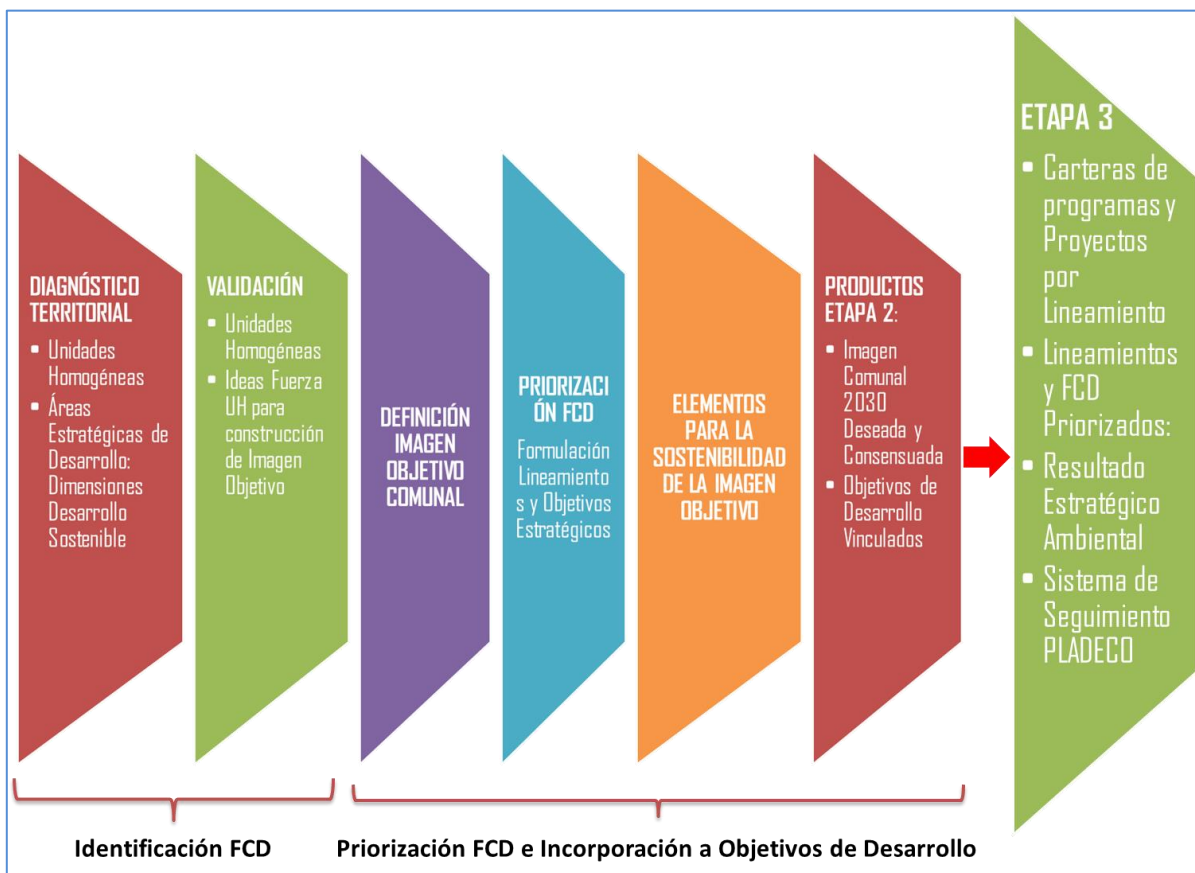 DIAGNÓSTICO
TERRITORIAL
▪ Unidades
Homogéneas
▪ Áreas
Estratégicas de
Desarrollo:
Dimensiones
Desarrollo
Sostenible
VALIDACIÓN
▪ Unidades
Homogéneas
▪ Ideas Fuerza
UH para
construcción
de Imagen
Objetivo
DEFINICIÓN
IMAGEN
OBJETIVO
COMUNAL
PRIORIZACI
ÓN FCD
Formulación
Lineamiento
s y Objetivos
Estratégicos
ELEMENTOS
PARA LA
SOSTENIBILIDAD
DE LA IMAGEN
OBJETIVO
PRODUCTOS
ETAPA 2:
▪ Imagen
Comunal
2030
Deseada y
Consensuada
▪ Objetivos de
Desarrollo
Vinculados
ETAPA 3
▪ Carteras de
programas y
Proyectos
por
Lineamiento
▪ Lineamientos
y FCD
Priorizados:
▪ Resultado
Estratégico
Ambiental
▪ Sistema de
Seguimiento
PLADECO
Identificación FCD
Priorización FCD e Incorporación a Objetivos de Desarrollo